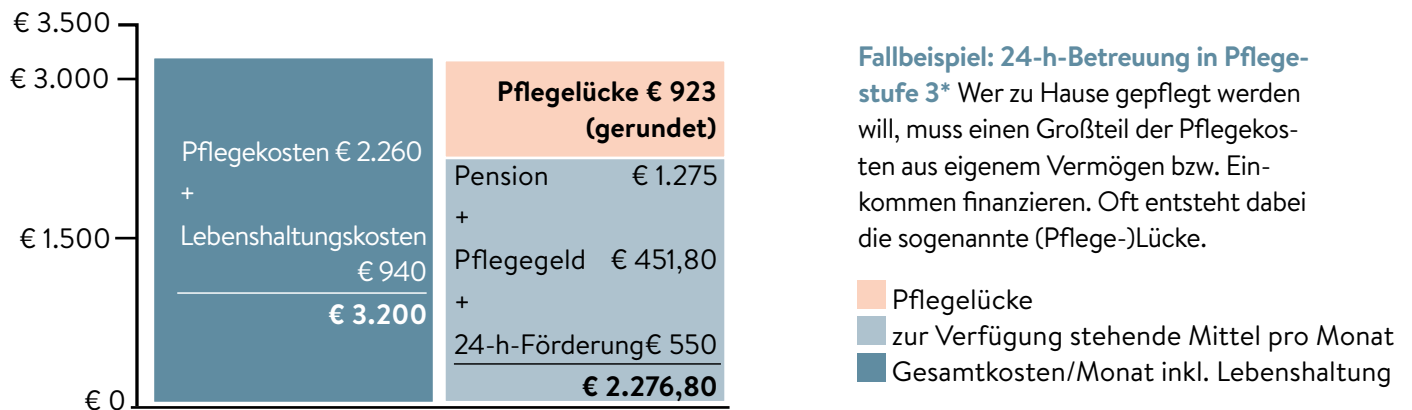 € 3.500
€ 3.000
€ 1.500
€ 0
Pflegekosten € 2.260
+
Lebenshaltungskosten
€ 940
€ 3.200
Pflegelücke € 923
(gerundet)
Pension € 1.275
+
Pflegegeld € 451,80
+
24-h-Förderung€ 550
€ 2.276,80
Fallbeispiel: 24-h-Betreuung in Pflege-
stufe 3* Wer zu Hause gepflegt werden
will, muss einen Großteil der Pflegekos-
ten aus eigenem Vermögen bzw. Ein-
kommen finanzieren. Oft entsteht dabei
die sogenannte (Pflege-)Lücke.
Pflegelücke
zur Verfügung stehende Mittel pro Monat
Gesamtkosten/Monat inkl. Lebenshaltung